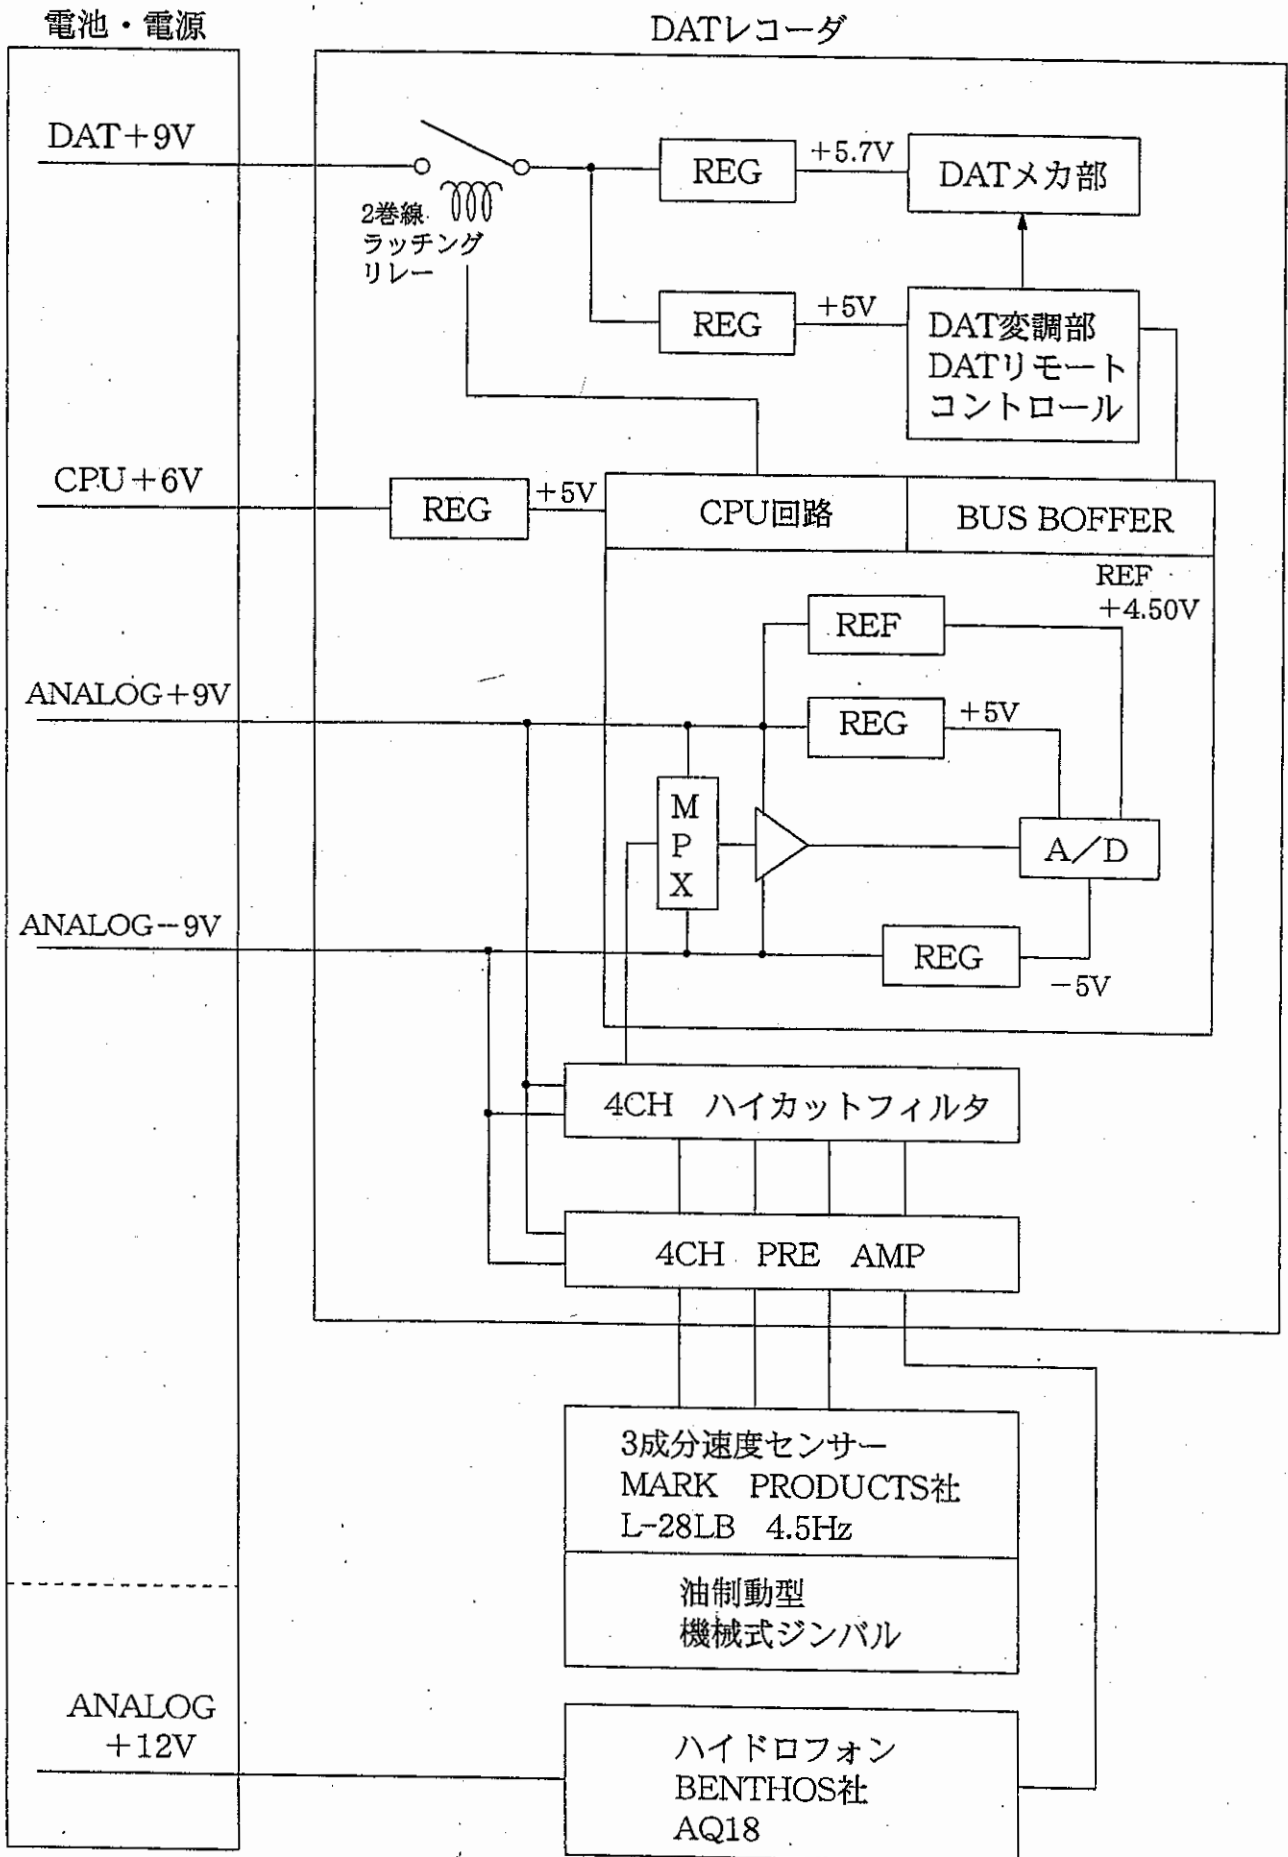 電池・電源
DATレコーダ
DAT+9V
REG
+5.7V
DATメカ部
2巻線
ラッチング
リレー
REG
+5V
DAT変調部
DATリモート
コントロール
CPU+6V
REG
+5V
CPU回路
BUS BOFFER
REF
+4.50V
REF
ANALOG+9V
REG
+5V
M
P
X
A/D
ANALOG-9V
REG
-5V
4CH ハイカットフィルタ
4CH PRE AMP
3成分速度センサー
MARK PRODUCTS社
L-28LB 4.5Hz
油制動型
機械式ジンバル
ANALOG
+12V
ハイドロフォン
BENTHOS社
AQ18